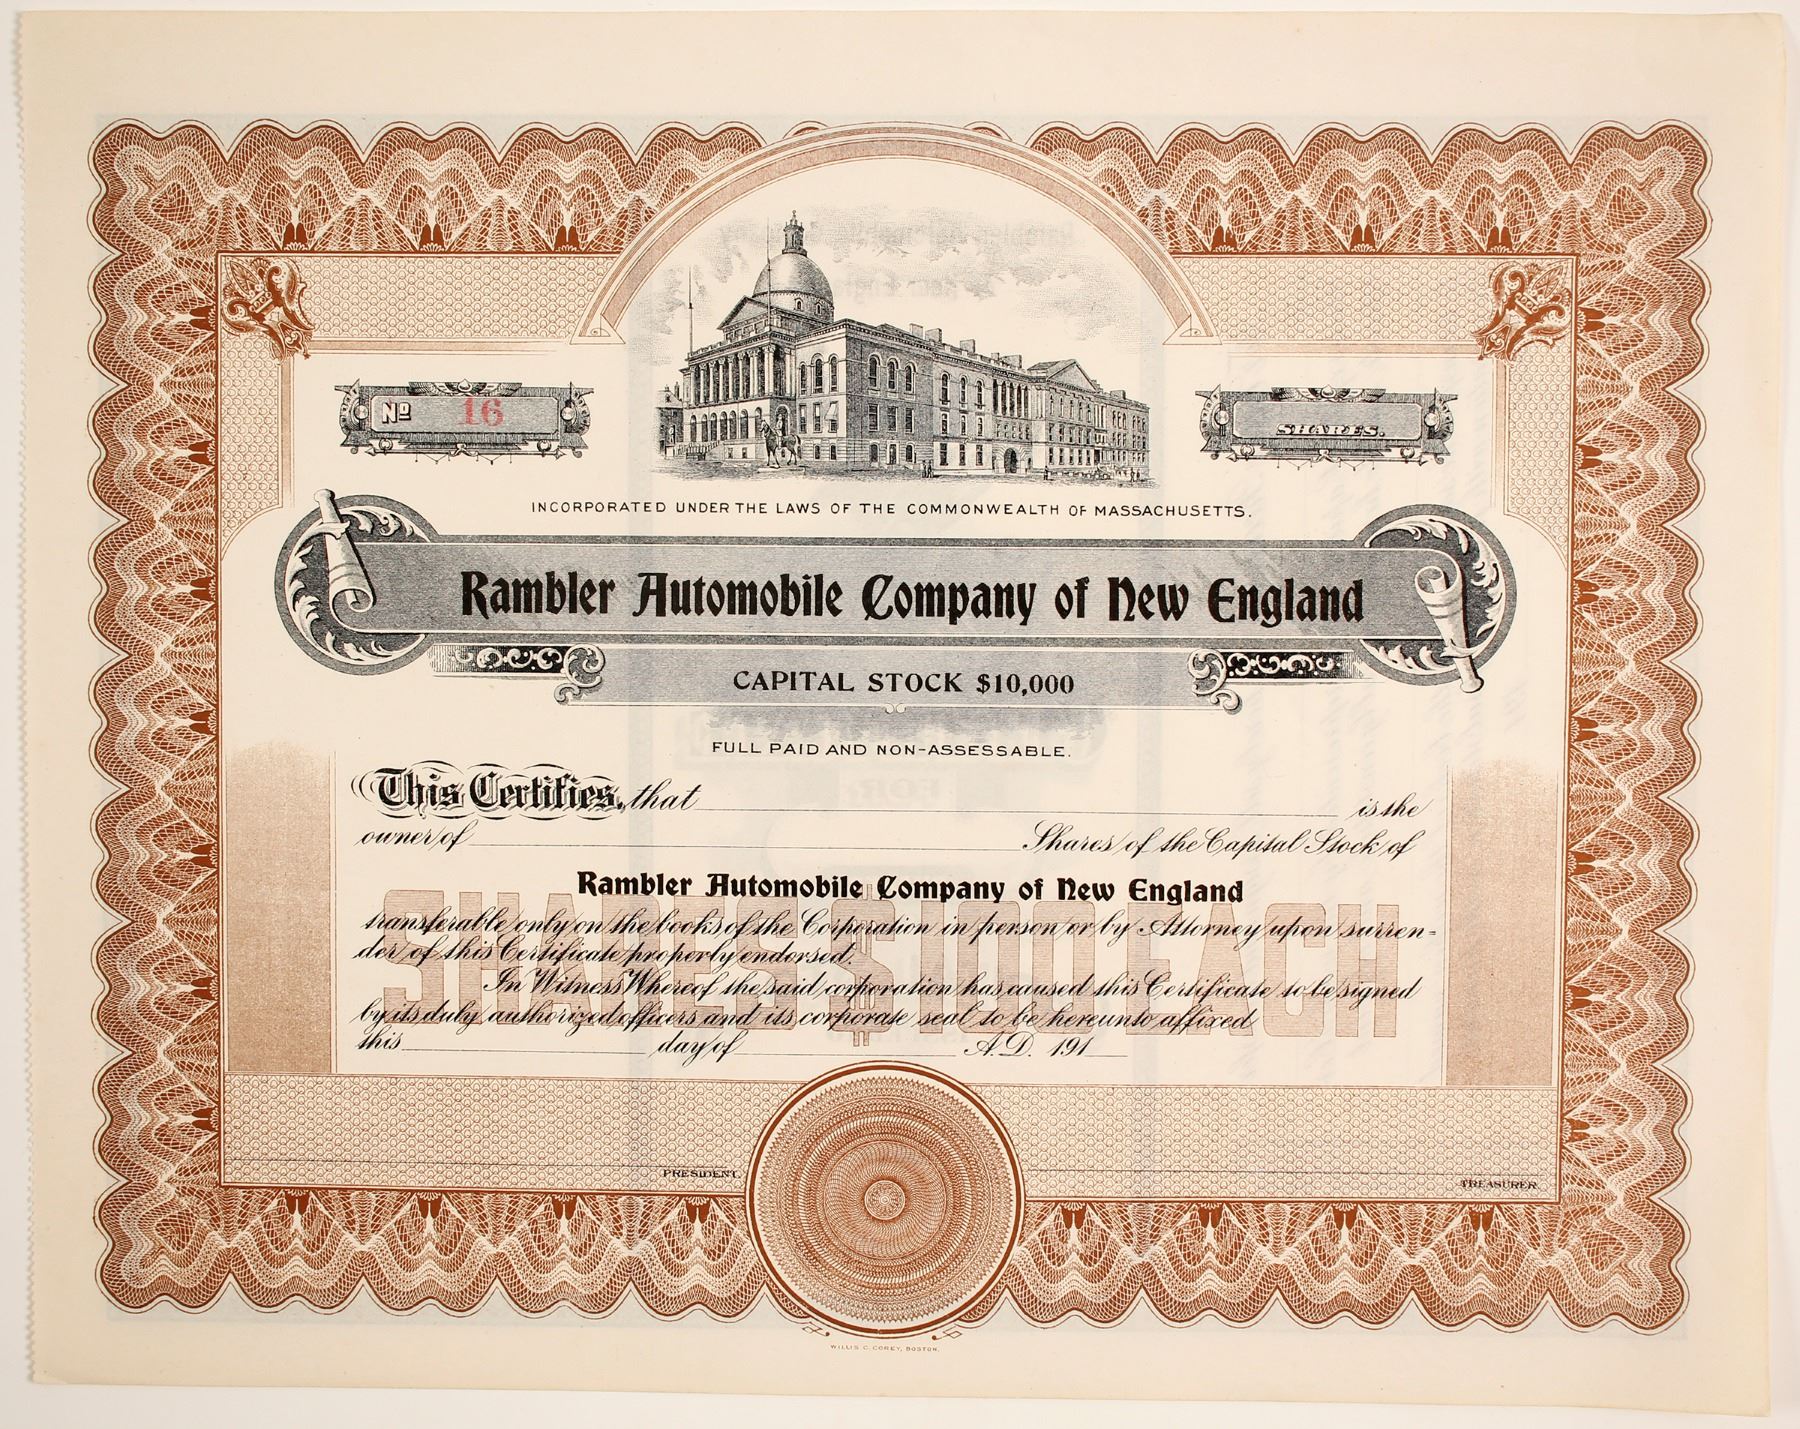 No 16
SHARES.
INCORPORATED UNDER THE LAWS OF THE COMMONWEALTH OF MASSACHUSETTS.
Rambler Automobile Company of New England
CAPITAL STOCK $10,000
FULL PAID AND NON-ASSESSABLE.
This Certifies, that is the
owner of Shares of the Capital Stock of
Rambler Automobile Company of New England
transferable only on the books of the Corporation in person or by Attorney upon surren=
der of this Certificate properly endorsed.
In Witness Whereof the said corporation has caused this Certificate to be signed
by its duly authorized officers and its corporate seal to be hereunto affixed
this day of A.D. 191
SHARES $100 EACH
PRESIDENT.
TREASURER
WILLIS C. COREY, BOSTON.